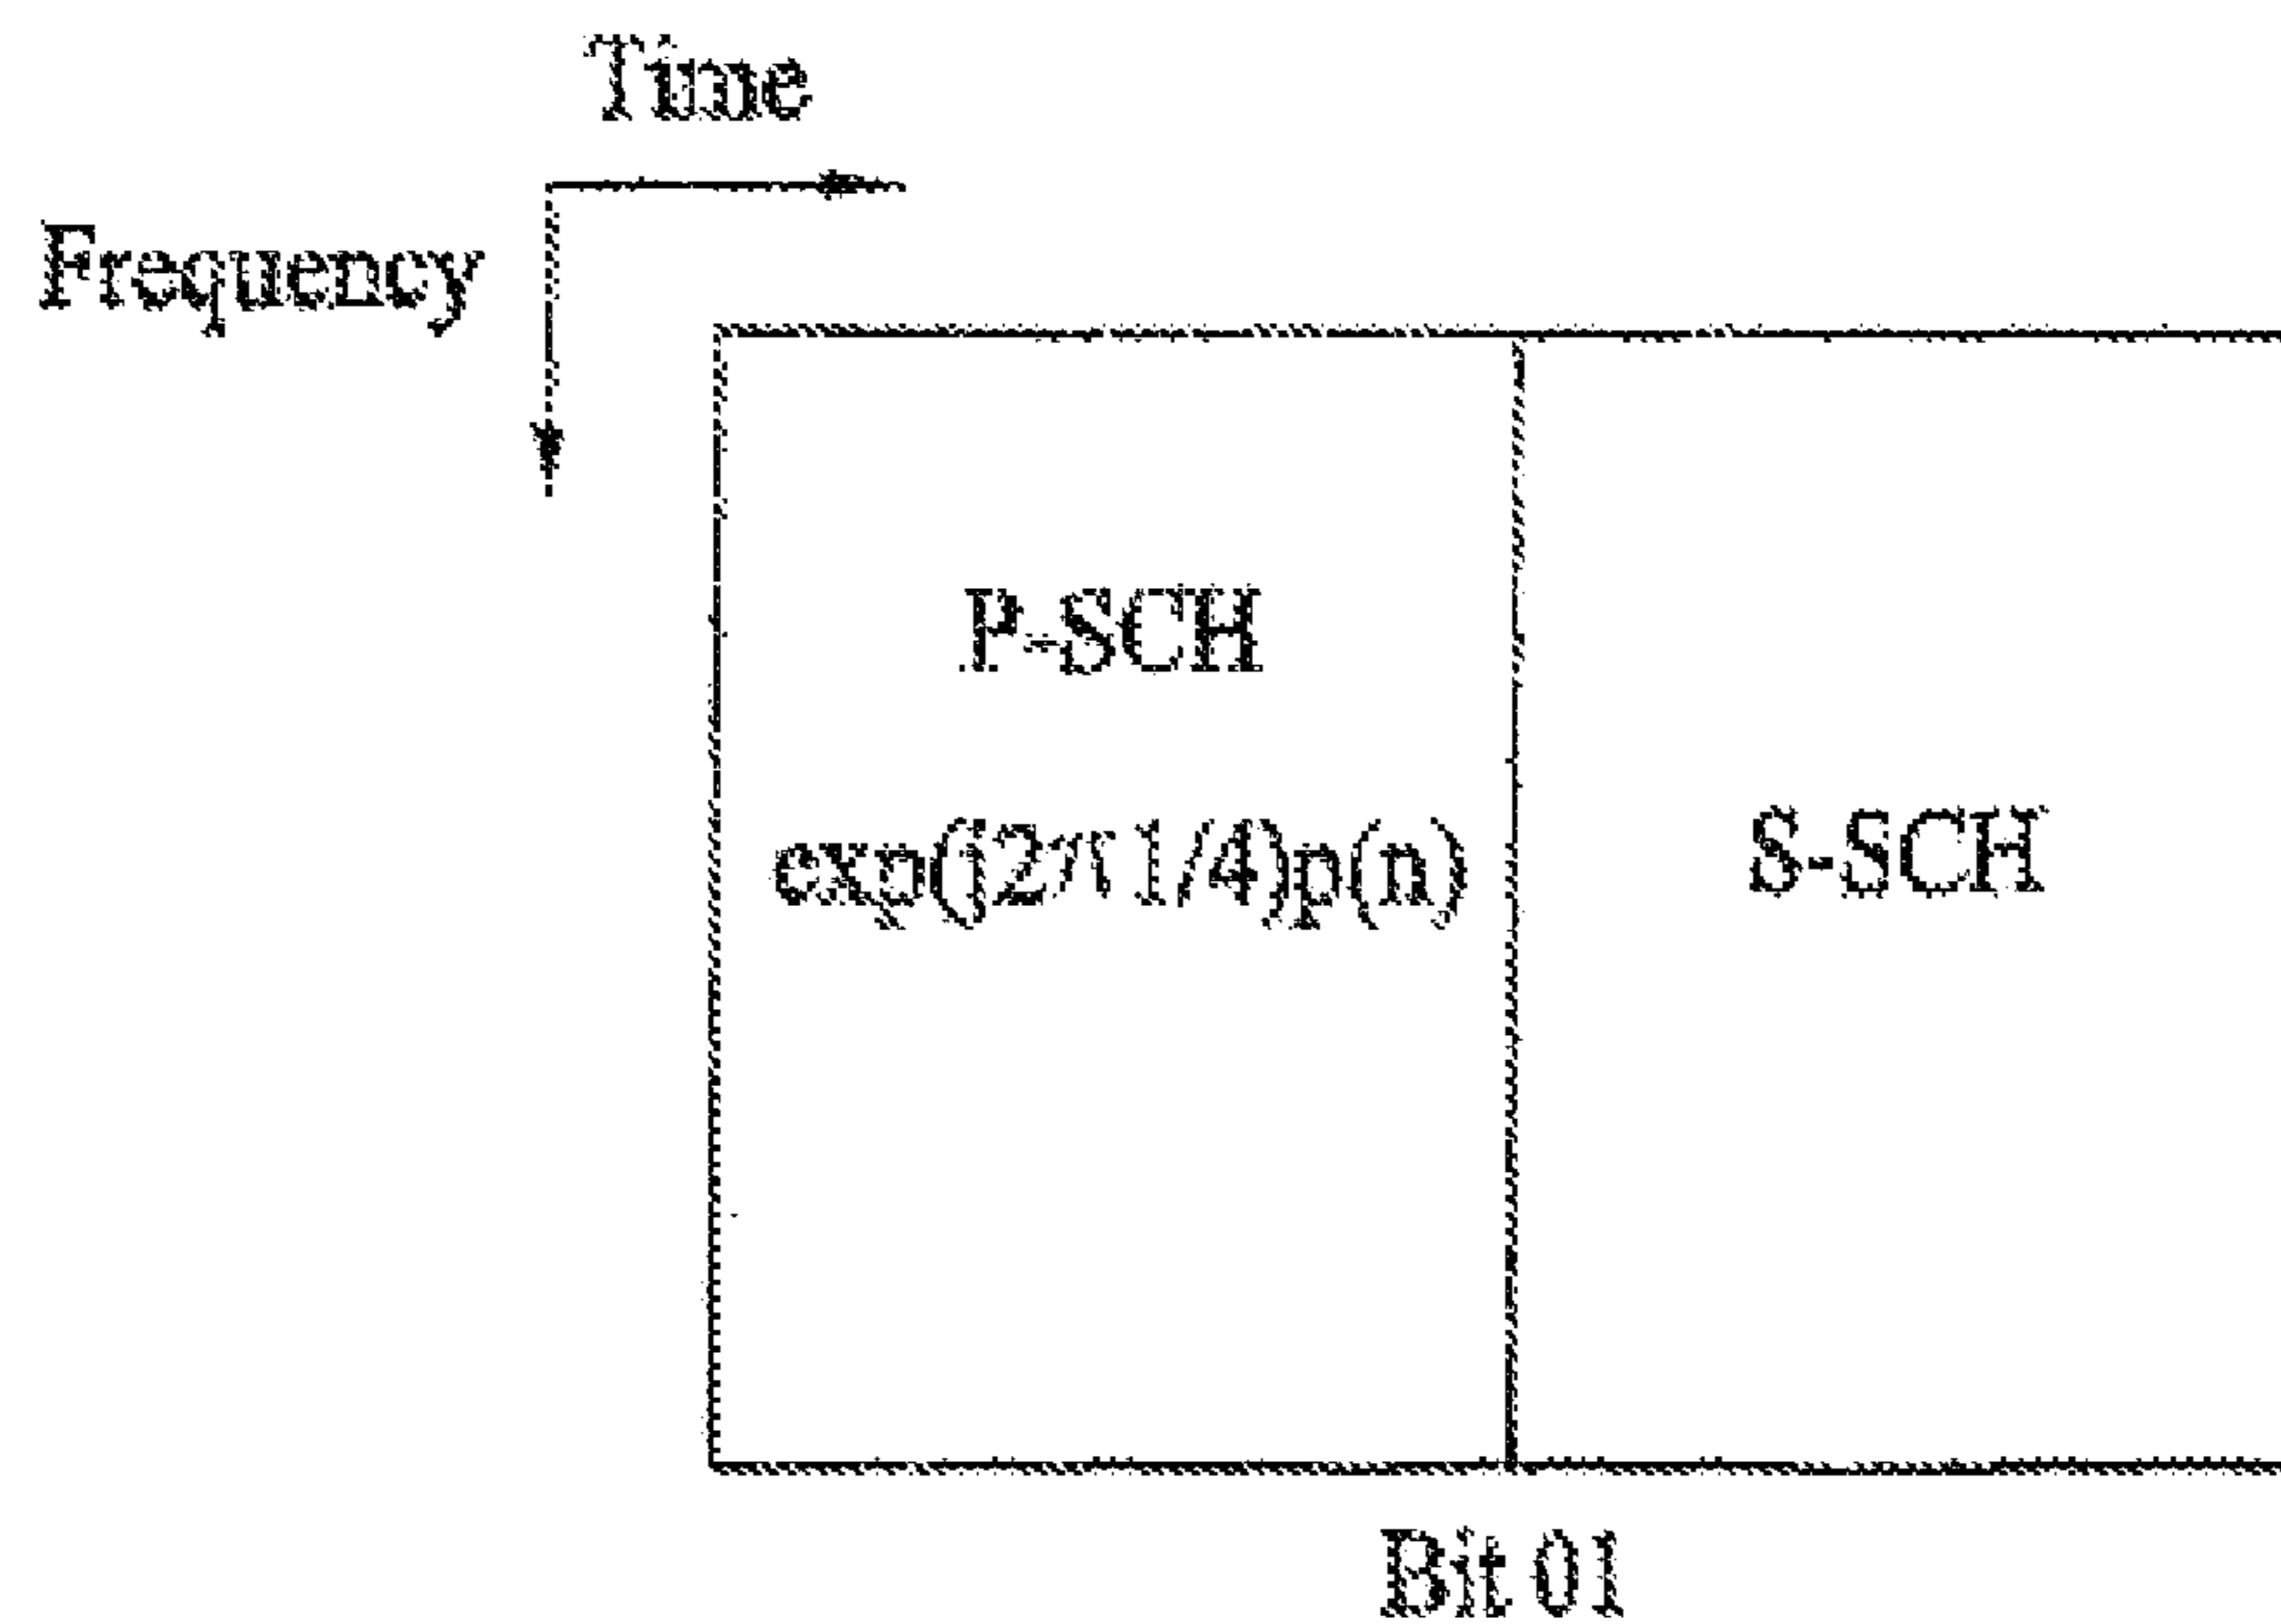 Time
Frequency
P-SCH
exp(j2π1/4)p(n)
S-SCH
Bit 01